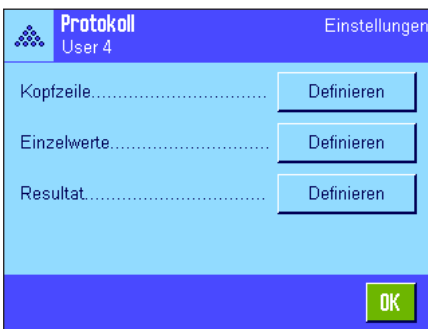 Protokoll Einstellungen
User 4
Kopfzeile.............................. Definieren
Einzelwerte........................... Definieren
Resultat................................ Definieren
OK